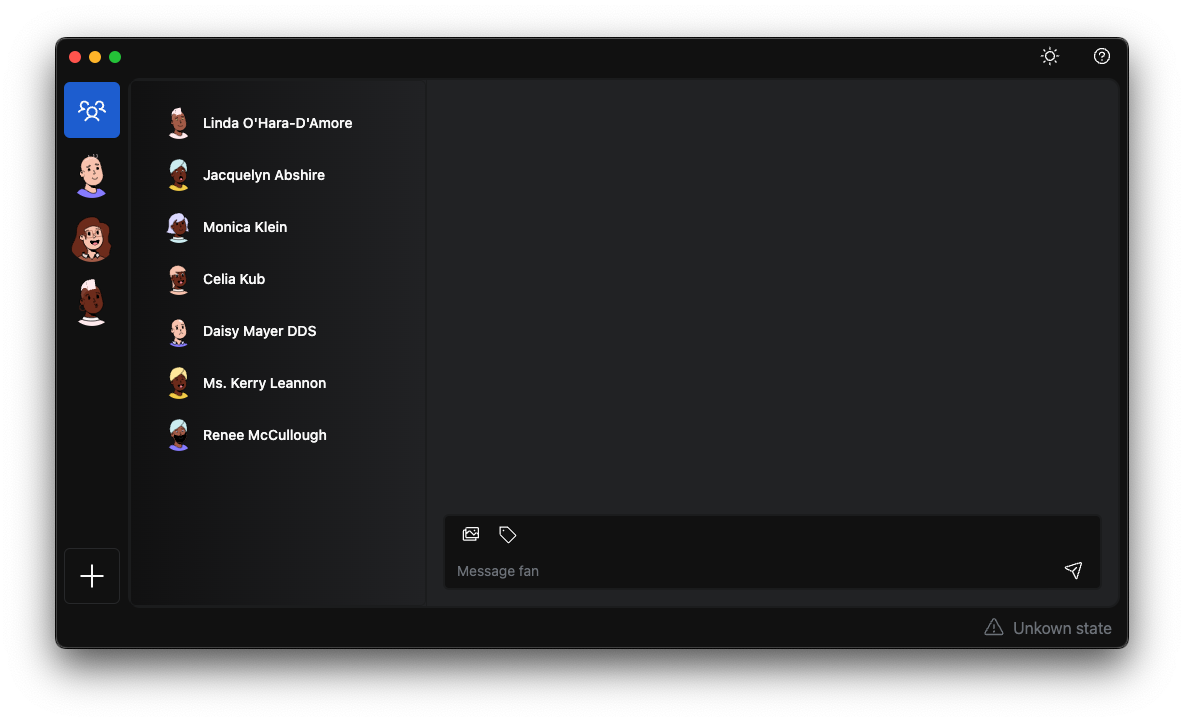 Linda O'Hara-D'Amore
Jacquelyn Abshire
Monica Klein
Celia Kub
Daisy Mayer DDS
Ms. Kerry Leannon
Renee McCullough
Message fan
Unkown state